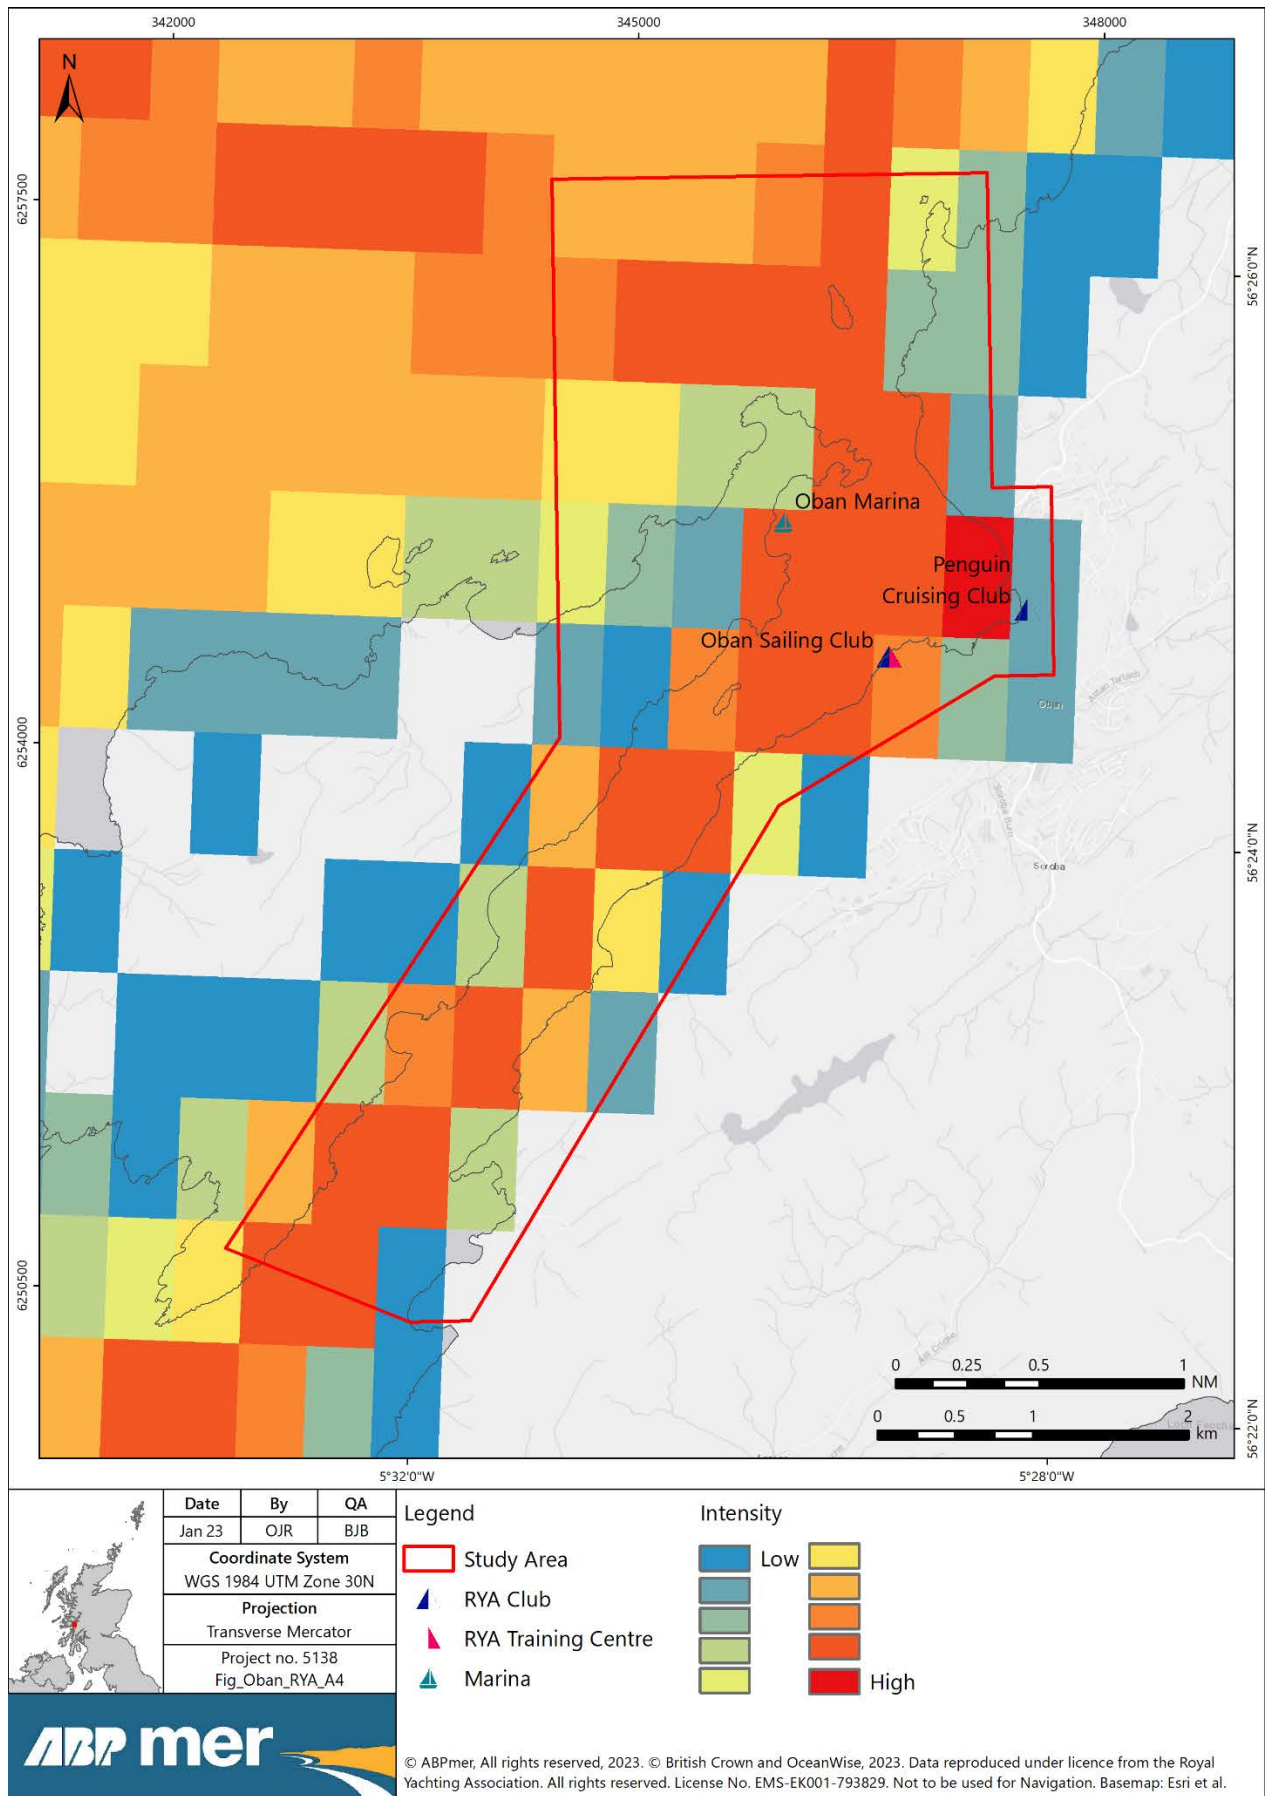 342000
345000
348000
N
6257500
56°26'0"N
Oban Marina
Penguin
Cruising Club
Oban Sailing Club
Oban
6254000
Soroba Burn
Soroba
56°24'0"N
6250500
0 0.25 0.5 1
NM
0 0.5 1 2
km
56°22'0"N
5°32'0"W
5°28'0"W
Date By QA
Jan 23 OJR BJB
Coordinate System
WGS 1984 UTM Zone 30N
Projection
Transverse Mercator
Project no. 5138
Fig_Oban_RYA_A4
ABPmer
Legend
Study Area
RYA Club
RYA Training Centre
Marina
Intensity
Low
High
© ABPmer, All rights reserved, 2023. © British Crown and OceanWise, 2023. Data reproduced under licence from the Royal
Yachting Association. All rights reserved. License No. EMS-EK001-793829. Not to be used for Navigation. Basemap: Esri et al.